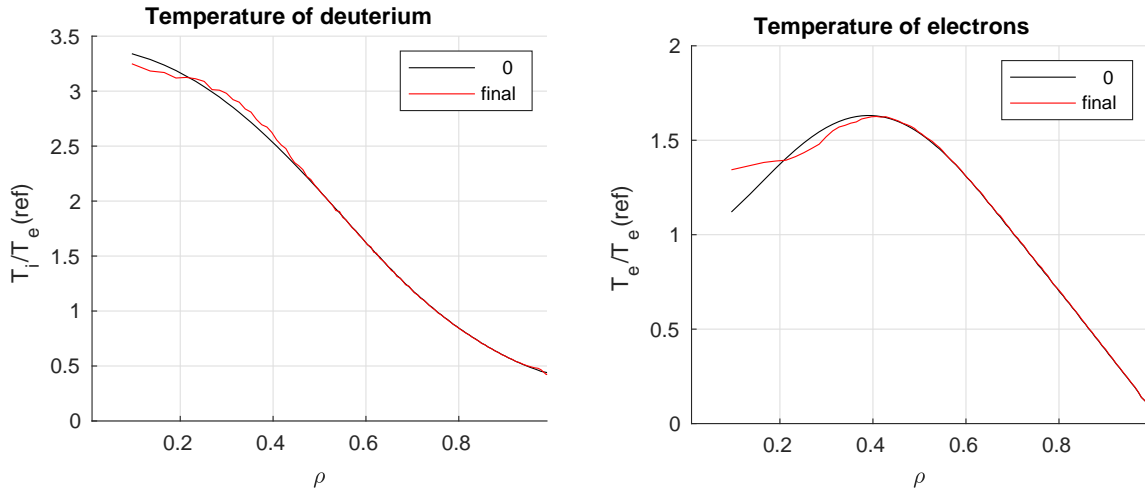 Temperature of deuterium
3.5
3
2.5
2
1.5
1
0.5
0
0.2
0.4
0.6
0.8
T_i/T_e (ref)
ρ
0
final
Temperature of electrons
2
1.5
1
0.5
0
0.2
0.4
0.6
0.8
T_e/T_e (ref)
ρ
0
final